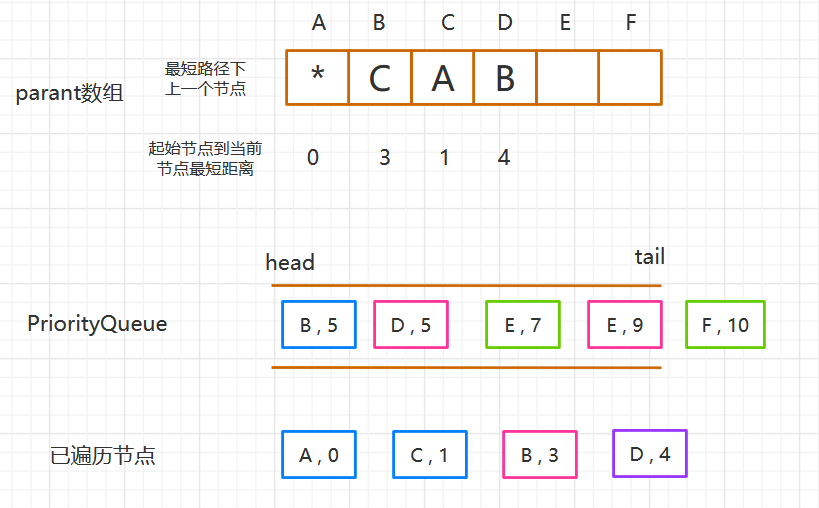 A B C D E F
最短路径下
上一个节点
parant数组
* C A B
起始节点到当前
节点最短距离
0 3 1 4
head
tail
PriorityQueue
B , 5 D , 5 E , 7 E , 9 F , 10
已遍历节点
A , 0 C , 1 B , 3 D , 4